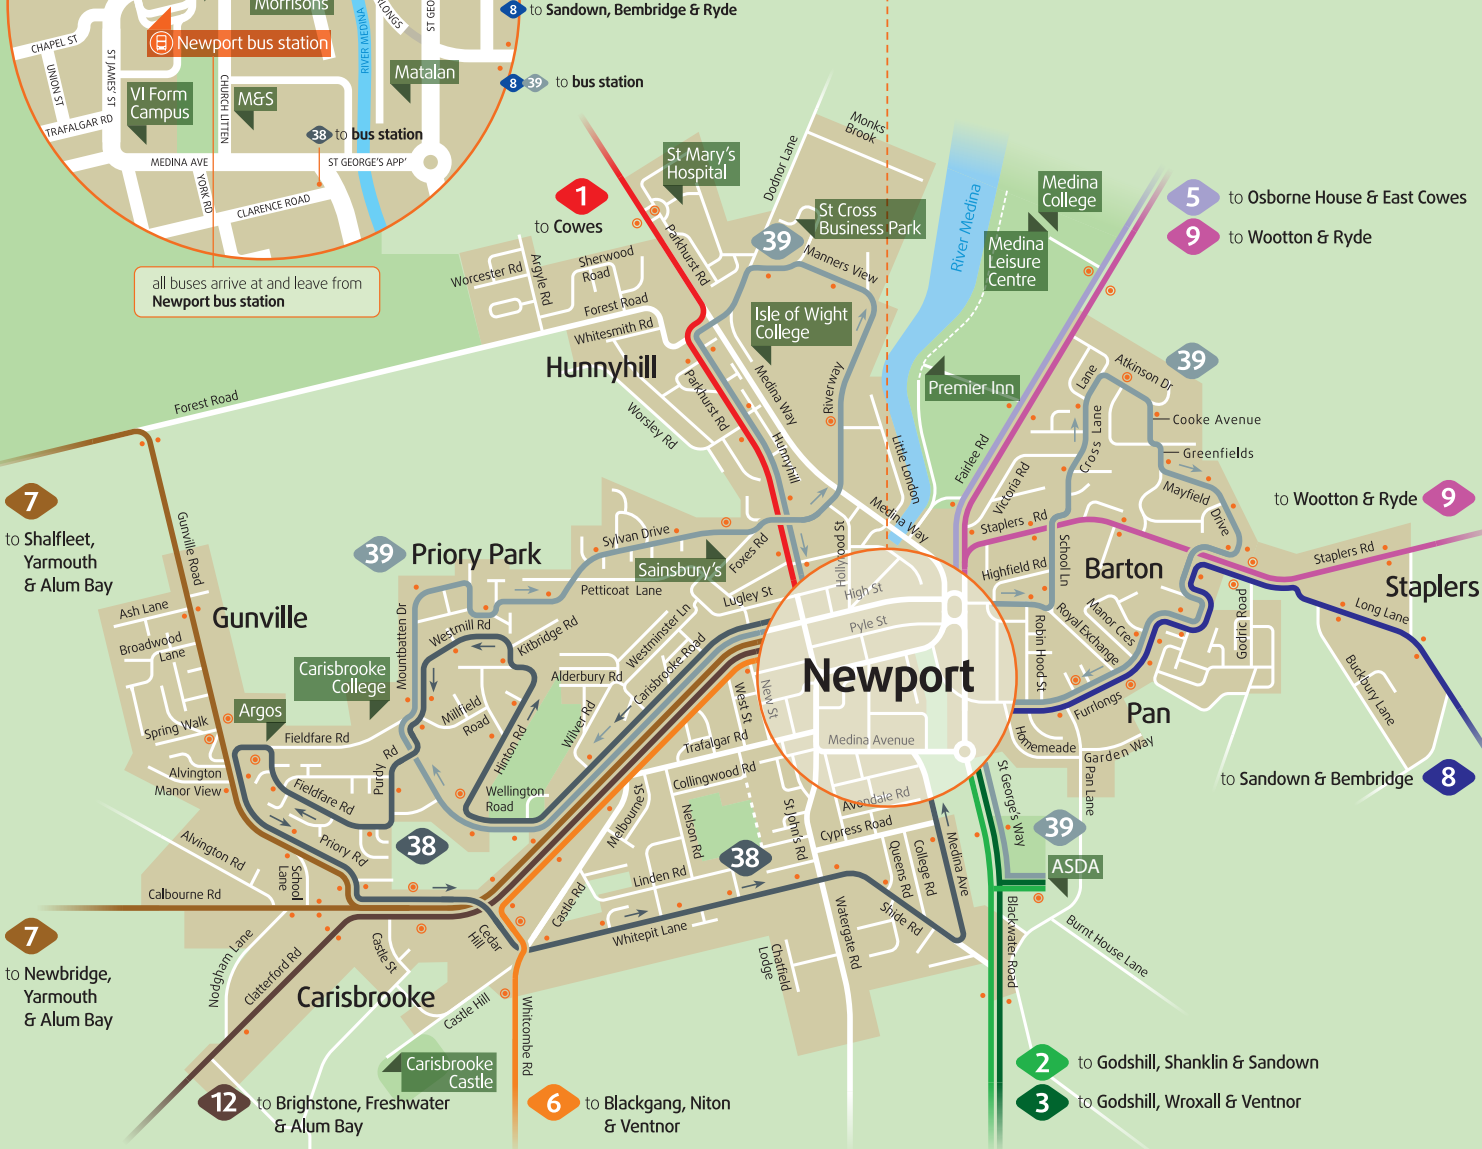 Morrisons
Newport bus station
CHAPEL ST
UNION ST
ST JAMES' ST
TRAFALGAR RD
VI Form
Campus
M&S
CHURCH LITTEN
RIVER MEDINA
Matalan
38 to bus station
MEDINA AVE
ST GEORGE'S APP
YORK RD
CLARENCE ROAD
all buses arrive at and leave from
Newport bus station
8 to Sandown, Bembridge & Ryde
8 39 to bus station
1
to Cowes
St Mary's
Hospital
Dodnor Lane
Monks
Brook
39
St Cross
Business Park
Manners View
River Medina
Medina
College
Medina
Leisure
Centre
5 to Osborne House & East Cowes
9 to Wootton & Ryde
Worcester Rd
Argyle Rd
Sherwood
Road
Forest Road
Whitesmith Rd
Parkhurst Rd
Hunnyhill
Isle of Wight
College
Medina Way
Riverway
Parkhurst Rd
Worsley Rd
Hunnyhill
Premier Inn
Little London
Medina Way
Fairlee Rd
Victoria Rd
Lane
Cross Lane
Atkinson Dr
39
Cooke Avenue
Greenfields
Mayfield
Drive
Forest Road
7
to Shalfleet,
Yarmouth
& Alum Bay
Gunville Road
39 Priory Park
Sylvan Drive
Sainsbury's
Foxes Rd
Petticoat Lane
Lugley St
Hollyrood St
High St
Pyle St
Newport
New St
West St
Medina Avenue
Staplers Rd
Highfield Rd
School Ln
Barton
to Wootton & Ryde 9
Staplers Rd
Staplers
Long Lane
Godric Road
Buckbury Lane
Manor Cres
Royal Exchange
Robin Hood St
Furlongs
Pan
Homemeade
Garden Way
Pan Lane
to Sandown & Bembridge 8
Ash Lane
Broadwood
Lane
Gunville
Spring Walk
Alvington
Manor View
Argos
Carisbrooke
College
Mountbatten Dr
Westmill Rd
Kitbridge Rd
Westminster Ln
Carisbrooke Road
Alderbury Rd
Millfield
Road
Hinton Rd
Wilver Rd
Wellington
Road
Fieldfare Rd
Fieldfare Rd
Purdy Rd
Priory Rd
38
Alvington Rd
School
Lane
Calbourne Rd
Trafalgar Rd
Collingwood Rd
Melbourne St
Nelson Rd
St John's Rd
Avondale Rd
Cypress Road
38
Linden Rd
Queens Rd
College Rd
Medina Ave
St George's Way
39
ASDA
Castle Rd
Whitepit Lane
Shide Rd
Watergate Rd
Chatfield
Lodge
Blackwater Road
Burnt House Lane
7
to Newbridge,
Yarmouth
& Alum Bay
Nodgham Lane
Clatterford Rd
Castle St
Cedar
Hill
Carisbrooke
Castle Hill
Whitcombe Rd
Carisbrooke
Castle
12 to Brighstone, Freshwater
& Alum Bay
6 to Blackgang, Niton
& Ventnor
2 to Godshill, Shanklin & Sandown
3 to Godshill, Wroxall & Ventnor